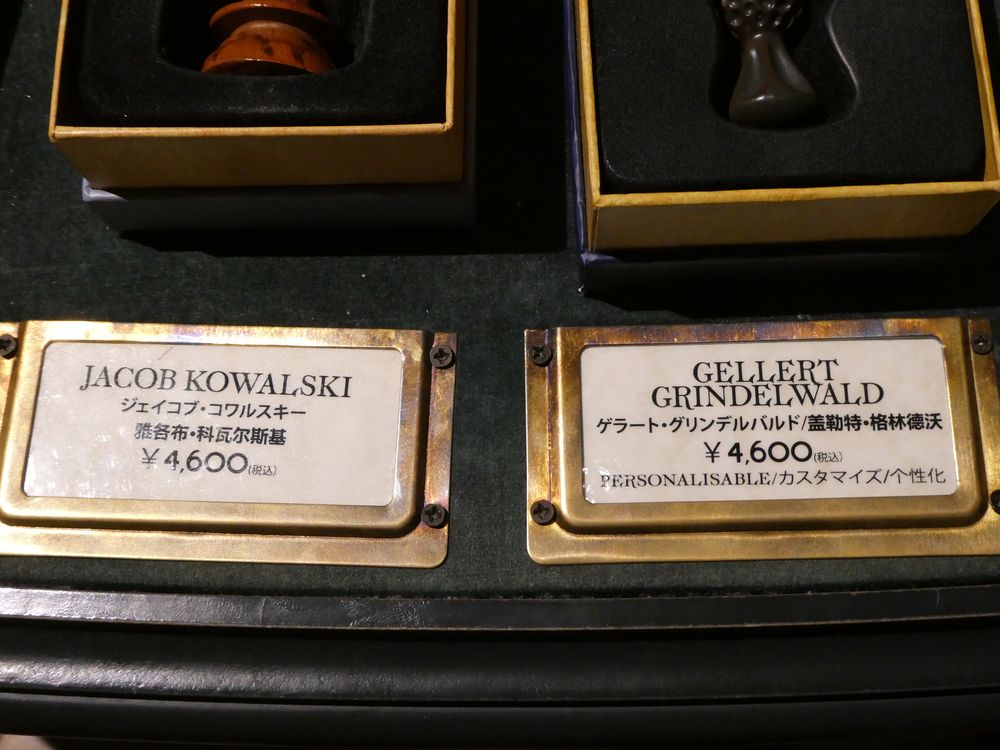 JACOB KOWALSKI
ジェイコブ・コワルスキー
雅各布・科瓦尔斯基
¥ 4,600(税込)
GELLERT
GRINDELWALD
ゲラート・グリンデルバルド/盖勒特・格林德沃
¥ 4,600(税込)
PERSONALISABLE/カスタマイズ/个性化